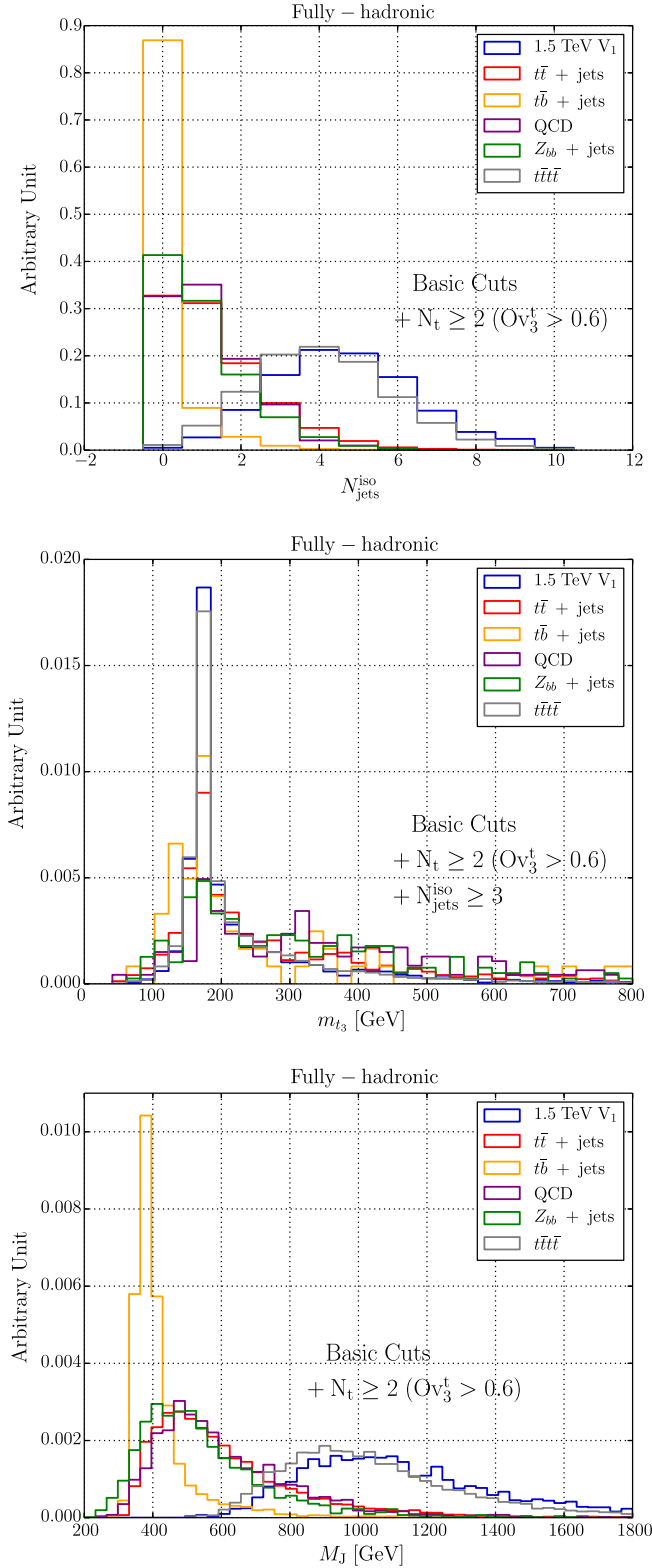 Fully − hadronic
0.9
0.8
0.7
0.6
0.5
0.4
0.3
0.2
0.1
0.0
Arbitrary Unit
1.5 TeV V₁
tt̄ + jets
tb̄ + jets
QCD
Z_bb + jets
tt̄tt̄
Basic Cuts
+ N_t ≥ 2 (Ov₃ᵗ > 0.6)
−2 0 2 4 6 8 10 12
N_jets^iso
Fully − hadronic
0.020
0.015
0.010
0.005
0.000
Arbitrary Unit
1.5 TeV V₁
tt̄ + jets
tb̄ + jets
QCD
Z_bb + jets
tt̄tt̄
Basic Cuts
+ N_t ≥ 2 (Ov₃ᵗ > 0.6)
+ N_jets^iso ≥ 3
0 100 200 300 400 500 600 700 800
m_t₃ [GeV]
Fully − hadronic
0.010
0.008
0.006
0.004
0.002
0.000
Arbitrary Unit
1.5 TeV V₁
tt̄ + jets
tb̄ + jets
QCD
Z_bb + jets
tt̄tt̄
Basic Cuts
+ N_t ≥ 2 (Ov₃ᵗ > 0.6)
200 400 600 800 1000 1200 1400 1600 1800
M_J [GeV]